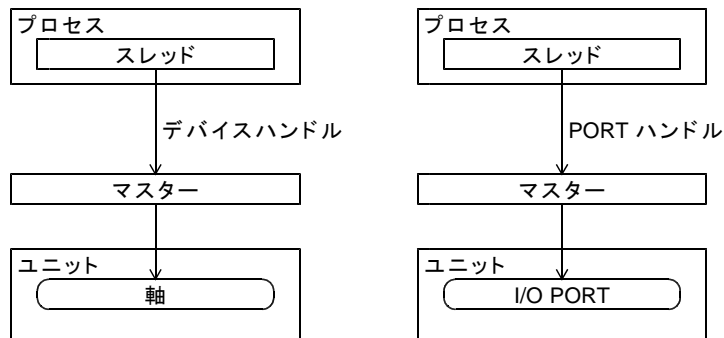 プロセス
スレッド
デバイスハンドル
マスター
ユニット
軸
プロセス
スレッド
PORT ハンドル
マスター
ユニット
I/O PORT